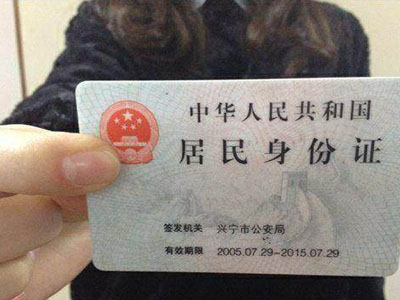 中华人民共和国
居民身份证
签发机关 兴宁市公安局
有效期限 2005.07.29-2015.07.29